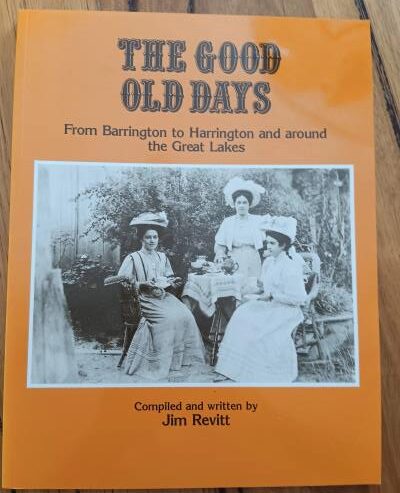 THE GOOD
OLD DAYS
From Barrington to Harrington and around
the Great Lakes
Compiled and written by
Jim Revitt